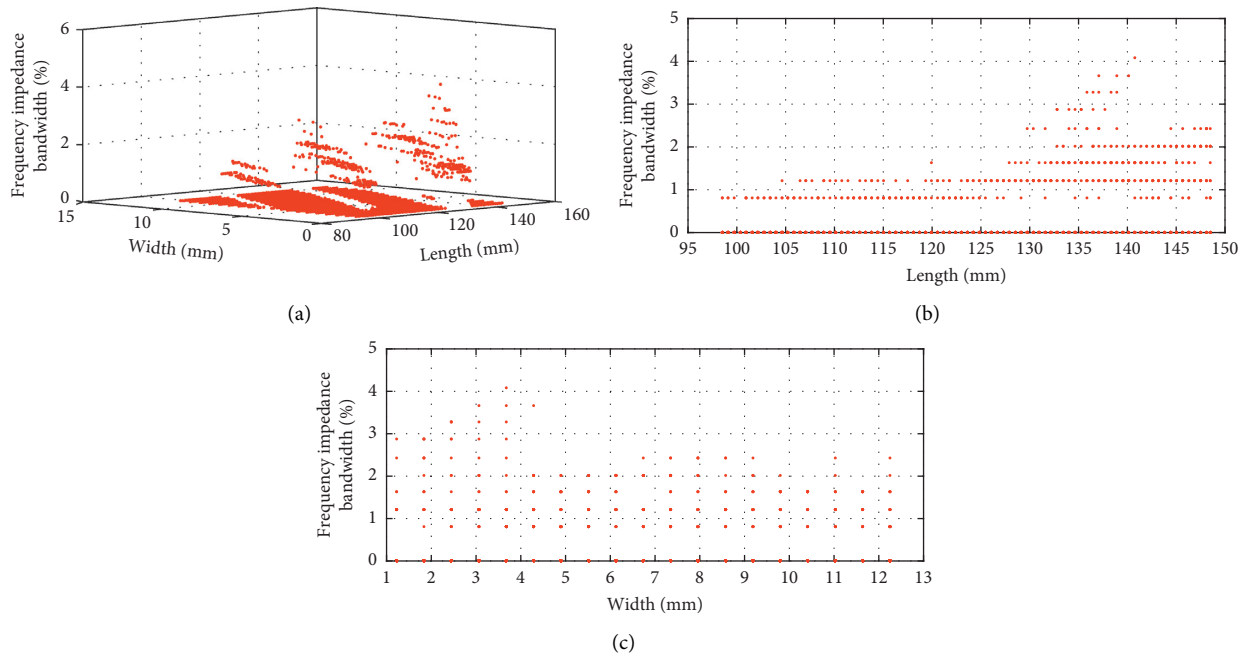 6
4
2
0
Frequency impedance
bandwidth (%)
15
10
5
0
Width (mm)
80
100
120
140
160
Length (mm)
(a)
5
4
3
2
1
0
Frequency impedance
bandwidth (%)
95 100 105 110 115 120 125 130 135 140 145 150
Length (mm)
(b)
5
4
3
2
1
0
Frequency impedance
bandwidth (%)
1 2 3 4 5 6 7 8 9 10 11 12 13
Width (mm)
(c)